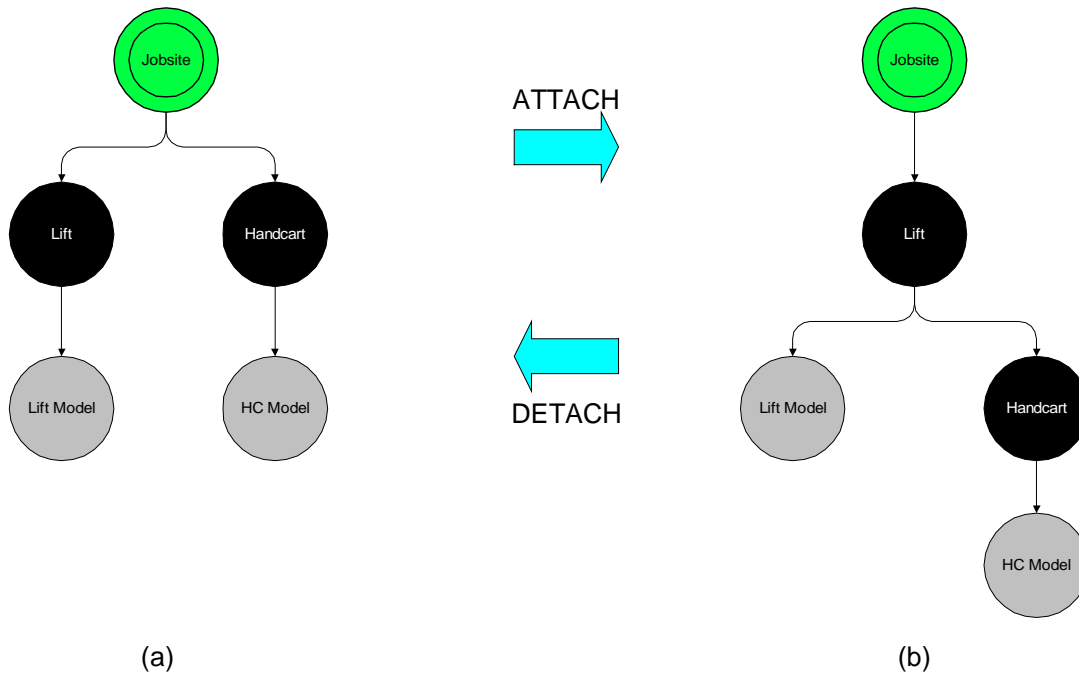 Jobsite
Jobsite
ATTACH
Lift
Handcart
Lift
Lift Model
HC Model
DETACH
Lift Model
Handcart
HC Model
(a)
(b)